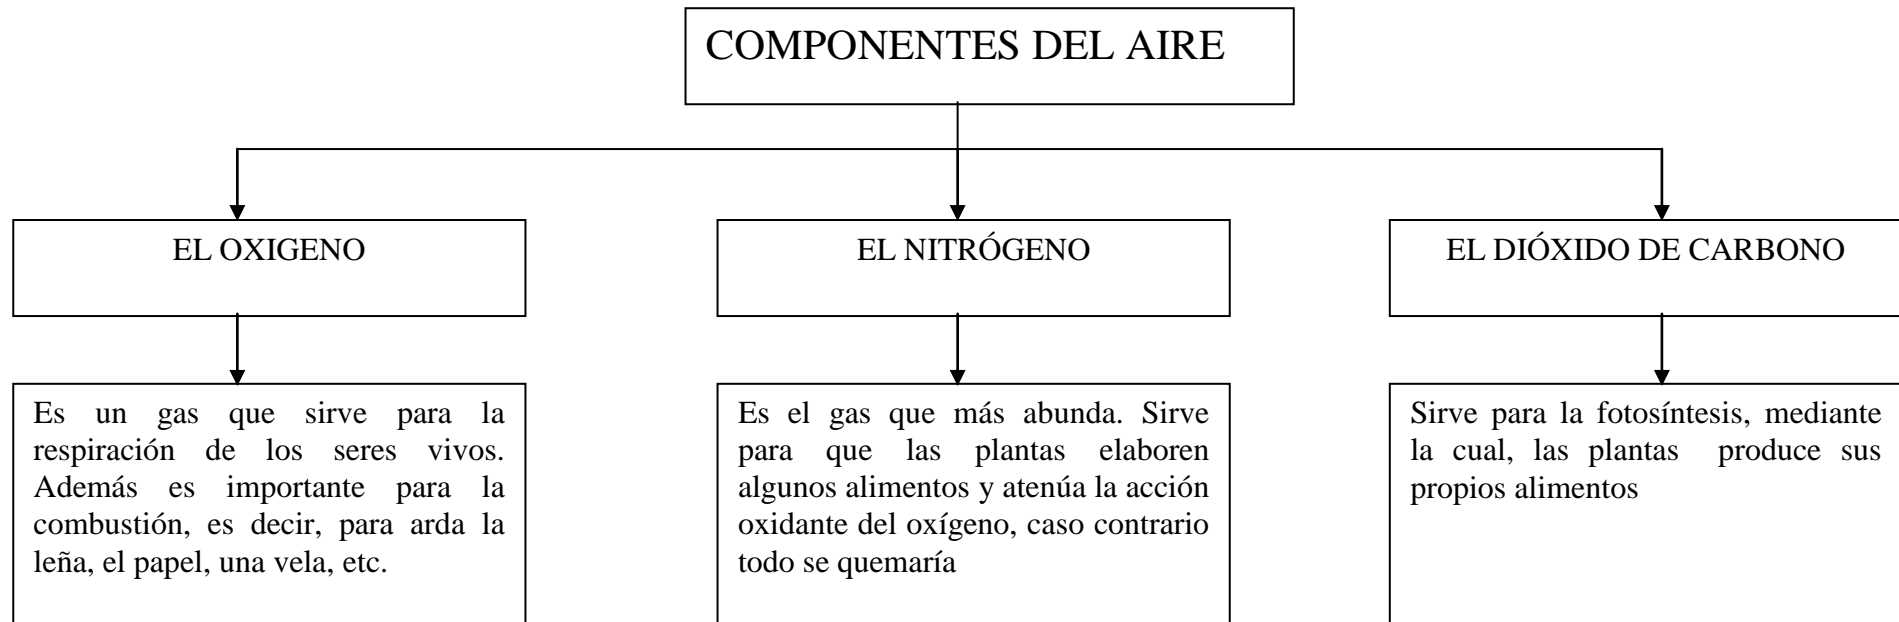 COMPONENTES DEL AIRE
EL OXIGENO
EL NITRÓGENO
EL DIÓXIDO DE CARBONO
Es un gas que sirve para la
respiración de los seres vivos.
Además es importante para la
combustión, es decir, para arda la
leña, el papel, una vela, etc.
Es el gas que más abunda. Sirve
para que las plantas elaboren
algunos alimentos y atenúa la acción
oxidante del oxígeno, caso contrario
todo se quemaría
Sirve para la fotosíntesis, mediante
la cual, las plantas produce sus
propios alimentos